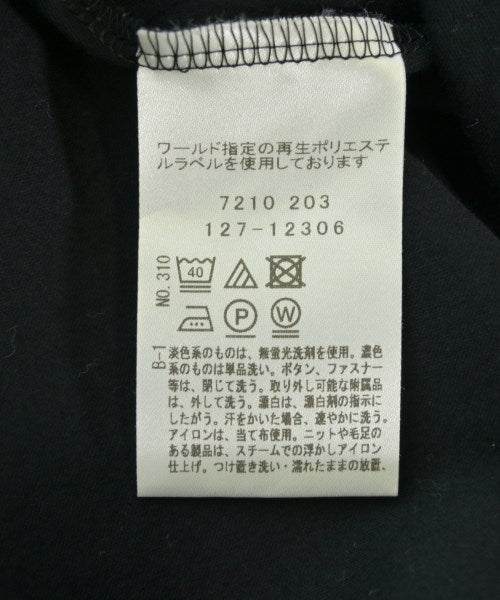 ワールド指定の再生ポリエステ
ルラベルを使用しております
7210 203
127-12306
NO.310
40
P
W
B-1
淡色系のものは、無蛍光洗剤を使用。濃色
系のものは単品洗い。ボタン、ファスナー
等は、閉じて洗う。取り外し可能な附属品
は、外して洗う。漂白は、漂白剤の指示に
したがう。汗をかいた場合、速やかに洗う。
アイロンは、当て布使用。ニットや毛足の
ある製品は、スチームでの浮かしアイロン
仕上げ。つけ置き洗い・濡れたままの放置、